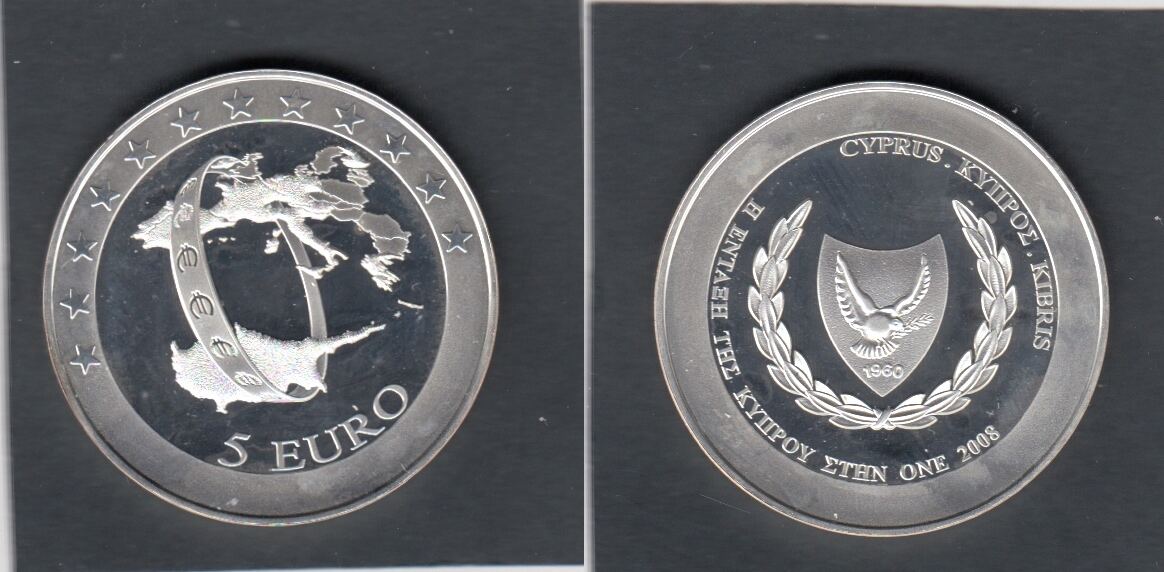 € € € € € €
5 EURO
CYPRUS . ΚΥΠΡΟΣ . KIBRIS
Η ΕΝΤΑΞΗ ΤΗΣ ΚΥΠΡΟΥ ΣΤΗΝ ΟΝΕ 2008
1960